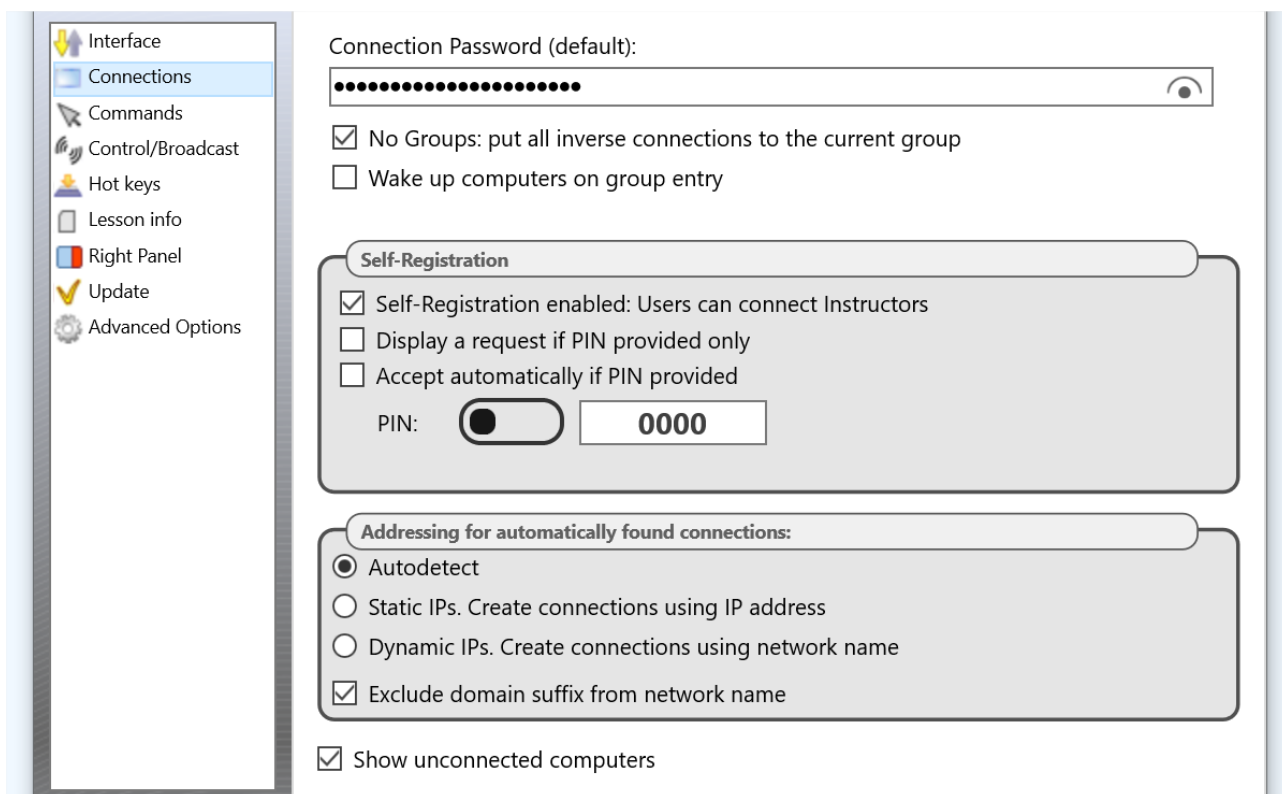 Interface
Connections
Commands
Control/Broadcast
Hot keys
Lesson info
Right Panel
Update
Advanced Options
Connection Password (default):
●●●●●●●●●●●●●●●●●●●●●●
No Groups: put all inverse connections to the current group
Wake up computers on group entry
Self-Registration
Self-Registration enabled: Users can connect Instructors
Display a request if PIN provided only
Accept automatically if PIN provided
PIN: 0000
Addressing for automatically found connections:
Autodetect
Static IPs. Create connections using IP address
Dynamic IPs. Create connections using network name
Exclude domain suffix from network name
Show unconnected computers